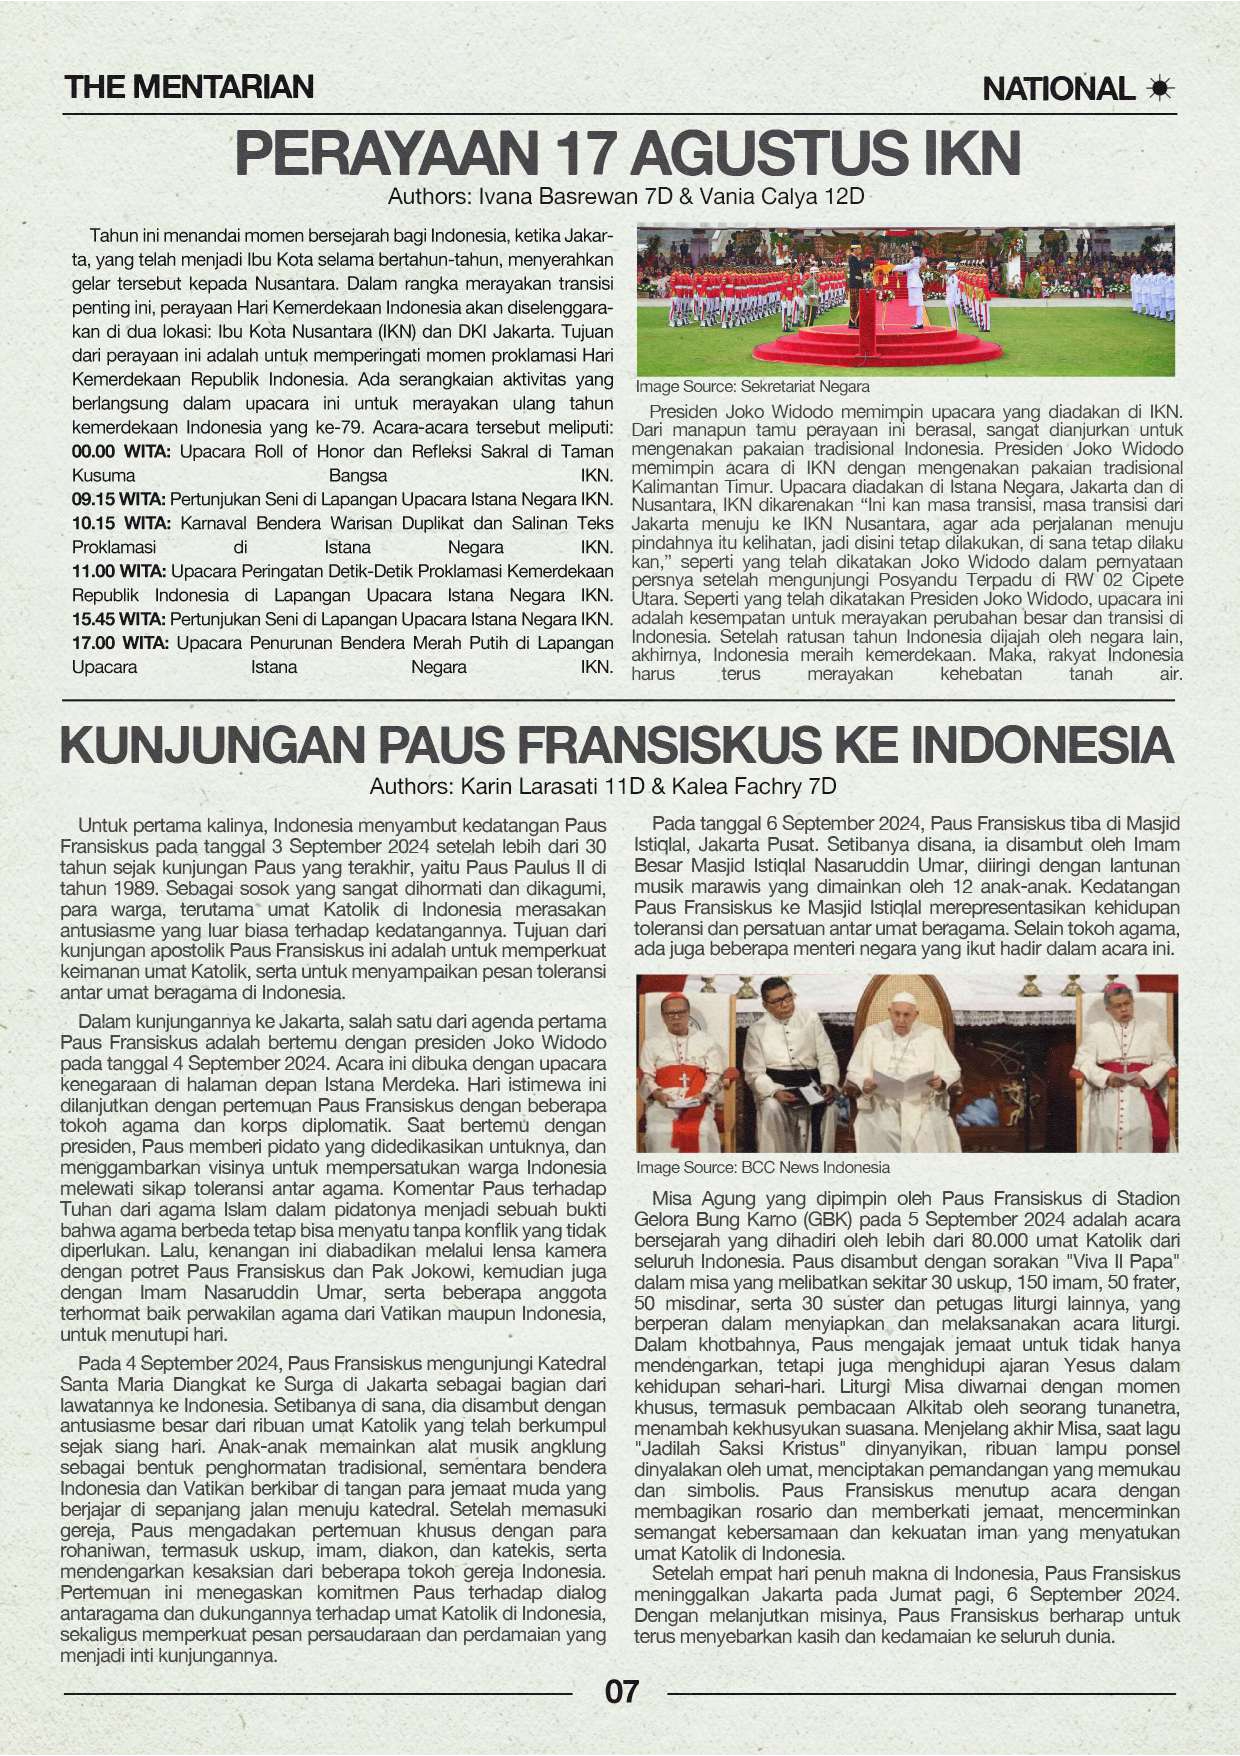 THE MENTARIAN
NATIONAL
PERAYAAN 17 AGUSTUS IKN
Authors: Ivana Basrewan 7D & Vania Calya 12D
Tahun ini menandai momen bersejarah bagi Indonesia, ketika Jakar-
ta, yang telah menjadi Ibu Kota selama bertahun-tahun, menyerahkan
gelar tersebut kepada Nusantara. Dalam rangka merayakan transisi
penting ini, perayaan Hari Kemerdekaan Indonesia akan diselenggara-
kan di dua lokasi: Ibu Kota Nusantara (IKN) dan DKI Jakarta. Tujuan
dari perayaan ini adalah untuk memperingati momen proklamasi Hari
Kemerdekaan Republik Indonesia. Ada serangkaian aktivitas yang
berlangsung dalam upacara ini untuk merayakan ulang tahun
kemerdekaan Indonesia yang ke-79. Acara-acara tersebut meliputi:
00.00 WITA: Upacara Roll of Honor dan Refleksi Sakral di Taman
Kusuma Bangsa IKN.
09.15 WITA: Pertunjukan Seni di Lapangan Upacara Istana Negara IKN.
10.15 WITA: Karnaval Bendera Warisan Duplikat dan Salinan Teks
Proklamasi di Istana Negara IKN.
11.00 WITA: Upacara Peringatan Detik-Detik Proklamasi Kemerdekaan
Republik Indonesia di Lapangan Upacara Istana Negara IKN.
15.45 WITA: Pertunjukan Seni di Lapangan Upacara Istana Negara IKN.
17.00 WITA: Upacara Penurunan Bendera Merah Putih di Lapangan
Upacara Istana Negara IKN.
Image Source: Sekretariat Negara
Presiden Joko Widodo memimpin upacara yang diadakan di IKN.
Dari manapun tamu perayaan ini berasal, sangat dianjurkan untuk
mengenakan pakaian tradisional Indonesia. Presiden Joko Widodo
memimpin acara di IKN dengan mengenakan pakaian tradisional
Kalimantan Timur. Upacara diadakan di Istana Negara, Jakarta dan di
Nusantara, IKN dikarenakan “Ini kan masa transisi, masa transisi dari
Jakarta menuju ke IKN Nusantara, agar ada perjalanan menuju
pindahnya itu kelihatan, jadi disini tetap dilakukan, di sana tetap dilaku
kan,” seperti yang telah dikatakan Joko Widodo dalam pernyataan
persnya setelah mengunjungi Posyandu Terpadu di RW 02 Cipete
Utara. Seperti yang telah dikatakan Presiden Joko Widodo, upacara ini
adalah kesempatan untuk merayakan perubahan besar dan transisi di
Indonesia. Setelah ratusan tahun Indonesia dijajah oleh negara lain,
akhirnya, Indonesia meraih kemerdekaan. Maka, rakyat Indonesia
harus terus merayakan kehebatan tanah air.
KUNJUNGAN PAUS FRANSISKUS KE INDONESIA
Authors: Karin Larasati 11D & Kalea Fachry 7D
Untuk pertama kalinya, Indonesia menyambut kedatangan Paus
Fransiskus pada tanggal 3 September 2024 setelah lebih dari 30
tahun sejak kunjungan Paus yang terakhir, yaitu Paus Paulus II di
tahun 1989. Sebagai sosok yang sangat dihormati dan dikagumi,
para warga, terutama umat Katolik di Indonesia merasakan
antusiasme yang luar biasa terhadap kedatangannya. Tujuan dari
kunjungan apostolik Paus Fransiskus ini adalah untuk memperkuat
keimanan umat Katolik, serta untuk menyampaikan pesan toleransi
antar umat beragama di Indonesia.
Dalam kunjungannya ke Jakarta, salah satu dari agenda pertama
Paus Fransiskus adalah bertemu dengan presiden Joko Widodo
pada tanggal 4 September 2024. Acara ini dibuka dengan upacara
kenegaraan di halaman depan Istana Merdeka. Hari istimewa ini
dilanjutkan dengan pertemuan Paus Fransiskus dengan beberapa
tokoh agama dan korps diplomatik. Saat bertemu dengan
presiden, Paus memberi pidato yang didedikasikan untuknya, dan
menggambarkan visinya untuk mempersatukan warga Indonesia
melewati sikap toleransi antar agama. Komentar Paus terhadap
Tuhan dari agama Islam dalam pidatonya menjadi sebuah bukti
bahwa agama berbeda tetap bisa menyatu tanpa konflik yang tidak
diperlukan. Lalu, kenangan ini diabadikan melalui lensa kamera
dengan potret Paus Fransiskus dan Pak Jokowi, kemudian juga
dengan Imam Nasaruddin Umar, serta beberapa anggota
terhormat baik perwakilan agama dari Vatikan maupun Indonesia,
untuk menutupi hari.
Pada 4 September 2024, Paus Fransiskus mengunjungi Katedral
Santa Maria Diangkat ke Surga di Jakarta sebagai bagian dari
lawatannya ke Indonesia. Setibanya di sana, dia disambut dengan
antusiasme besar dari ribuan umat Katolik yang telah berkumpul
sejak siang hari. Anak-anak memainkan alat musik angklung
sebagai bentuk penghormatan tradisional, sementara bendera
Indonesia dan Vatikan berkibar di tangan para jemaat muda yang
berjajar di sepanjang jalan menuju katedral. Setelah memasuki
gereja, Paus mengadakan pertemuan khusus dengan para
rohaniwan, termasuk uskup, imam, diakon, dan katekis, serta
mendengarkan kesaksian dari beberapa tokoh gereja Indonesia.
Pertemuan ini menegaskan komitmen Paus terhadap dialog
antaragama dan dukungannya terhadap umat Katolik di Indonesia,
sekaligus memperkuat pesan persaudaraan dan perdamaian yang
menjadi inti kunjungannya.
Pada tanggal 6 September 2024, Paus Fransiskus tiba di Masjid
Istiqlal, Jakarta Pusat. Setibanya disana, ia disambut oleh Imam
Besar Masjid Istiqlal Nasaruddin Umar, diiringi dengan lantunan
musik marawis yang dimainkan oleh 12 anak-anak. Kedatangan
Paus Fransiskus ke Masjid Istiqlal merepresentasikan kehidupan
toleransi dan persatuan antar umat beragama. Selain tokoh agama,
ada juga beberapa menteri negara yang ikut hadir dalam acara ini.
Image Source: BCC News Indonesia
Misa Agung yang dipimpin oleh Paus Fransiskus di Stadion
Gelora Bung Karno (GBK) pada 5 September 2024 adalah acara
bersejarah yang dihadiri oleh lebih dari 80.000 umat Katolik dari
seluruh Indonesia. Paus disambut dengan sorakan "Viva Il Papa"
dalam misa yang melibatkan sekitar 30 uskup, 150 imam, 50 frater,
50 misdinar, serta 30 suster dan petugas liturgi lainnya, yang
berperan dalam menyiapkan dan melaksanakan acara liturgi.
Dalam khotbahnya, Paus mengajak jemaat untuk tidak hanya
mendengarkan, tetapi juga menghidupi ajaran Yesus dalam
kehidupan sehari-hari. Liturgi Misa diwarnai dengan momen
khusus, termasuk pembacaan Alkitab oleh seorang tunanetra,
menambah kekhusyukan suasana. Menjelang akhir Misa, saat lagu
"Jadilah Saksi Kristus" dinyanyikan, ribuan lampu ponsel
dinyalakan oleh umat, menciptakan pemandangan yang memukau
dan simbolis. Paus Fransiskus menutup acara dengan
membagikan rosario dan memberkati jemaat, mencerminkan
semangat kebersamaan dan kekuatan iman yang menyatukan
umat Katolik di Indonesia.
Setelah empat hari penuh makna di Indonesia, Paus Fransiskus
meninggalkan Jakarta pada Jumat pagi, 6 September 2024.
Dengan melanjutkan misinya, Paus Fransiskus berharap untuk
terus menyebarkan kasih dan kedamaian ke seluruh dunia.
07